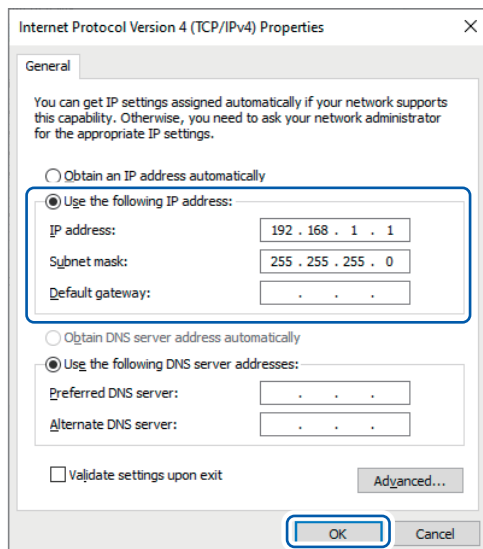 Internet Protocol Version 4 (TCP/IPv4) Properties
General
You can get IP settings assigned automatically if your network supports
this capability. Otherwise, you need to ask your network administrator
for the appropriate IP settings.
Obtain an IP address automatically
Use the following IP address:
IP address: 192 . 168 . 1 . 1
Subnet mask: 255 . 255 . 255 . 0
Default gateway: . . .
Obtain DNS server address automatically
Use the following DNS server addresses:
Preferred DNS server: . . .
Alternate DNS server: . . .
Validate settings upon exit
Advanced...
OK Cancel